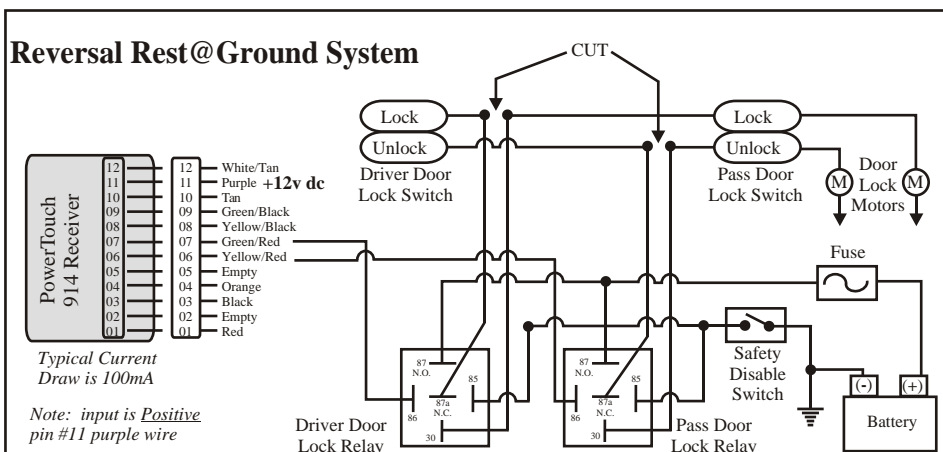 Reversal Rest@Ground System
CUT
Lock
Unlock
Driver Door
Lock Switch
Lock
Unlock
Pass Door
Lock Switch
M
M
Door
Lock
Motors
PowerTouch
914 Receiver
12 12 White/Tan
11 11 Purple +12v dc
10 10 Tan
09 09 Green/Black
08 08 Yellow/Black
07 07 Green/Red
06 06 Yellow/Red
05 05 Empty
04 04 Orange
03 03 Black
02 02 Empty
01 01 Red
Typical Current
Draw is 100mA
Note: input is Positive
pin #11 purple wire
Fuse
Safety
Disable
Switch
(-)
(+)
Battery
87
N.O.
85
87a
N.C.
86
30
Driver Door
Lock Relay
87
N.O.
85
87a
N.C.
86
30
Pass Door
Lock Relay